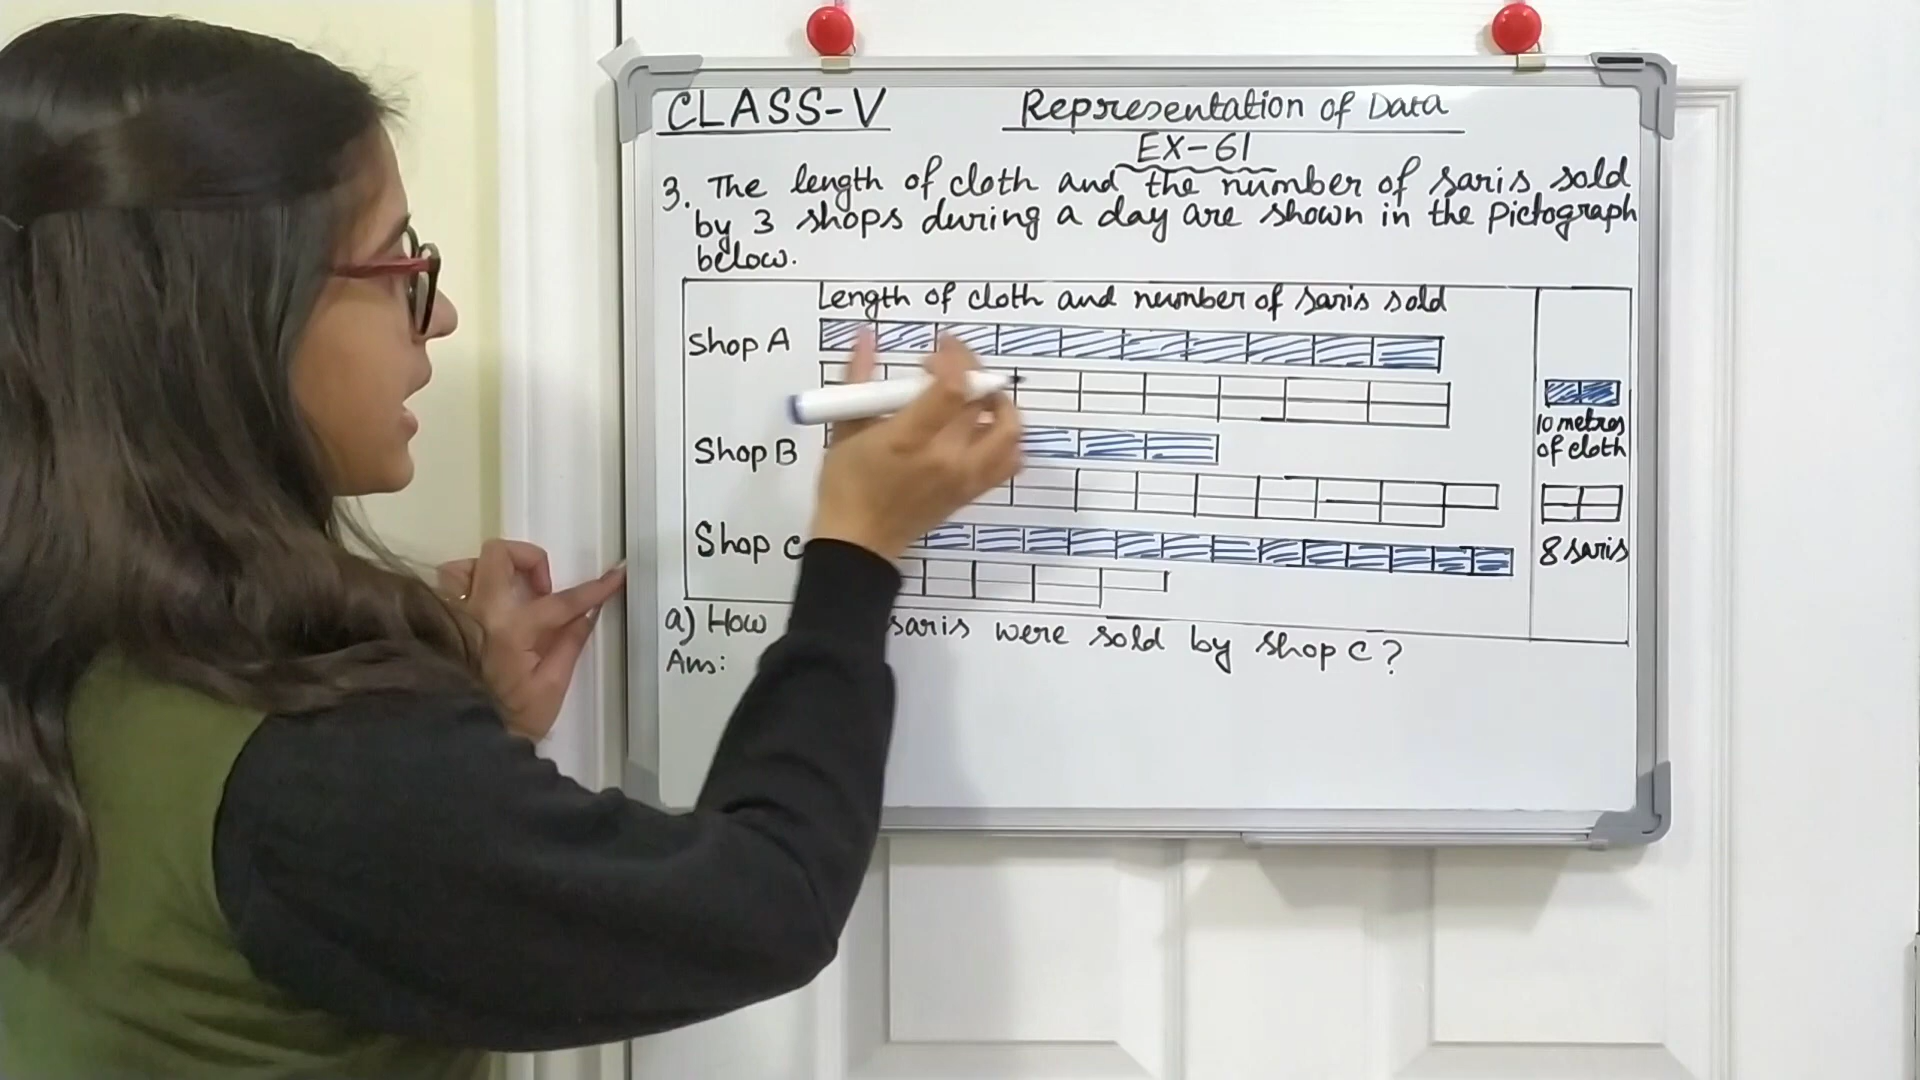 CLASS-V
Representation of Data
EX-61
3. The length of cloth and the number of saris sold
by 3 shops during a day are shown in the pictograph
below.
Length of cloth and number of saris sold
Shop A
10 metres
of cloth
Shop B
8 saris
Shop C
a) How saris were sold by shop C?
Ans: